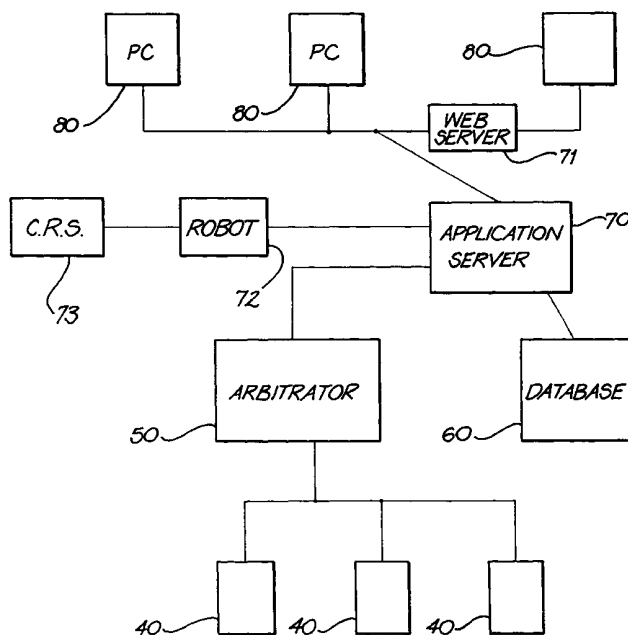 PC
PC
80
80
80
WEB
SERVER
71
C.R.S.
ROBOT
APPLICATION
SERVER
70
73
72
ARBITRATOR
DATABASE
50
60
40
40
40